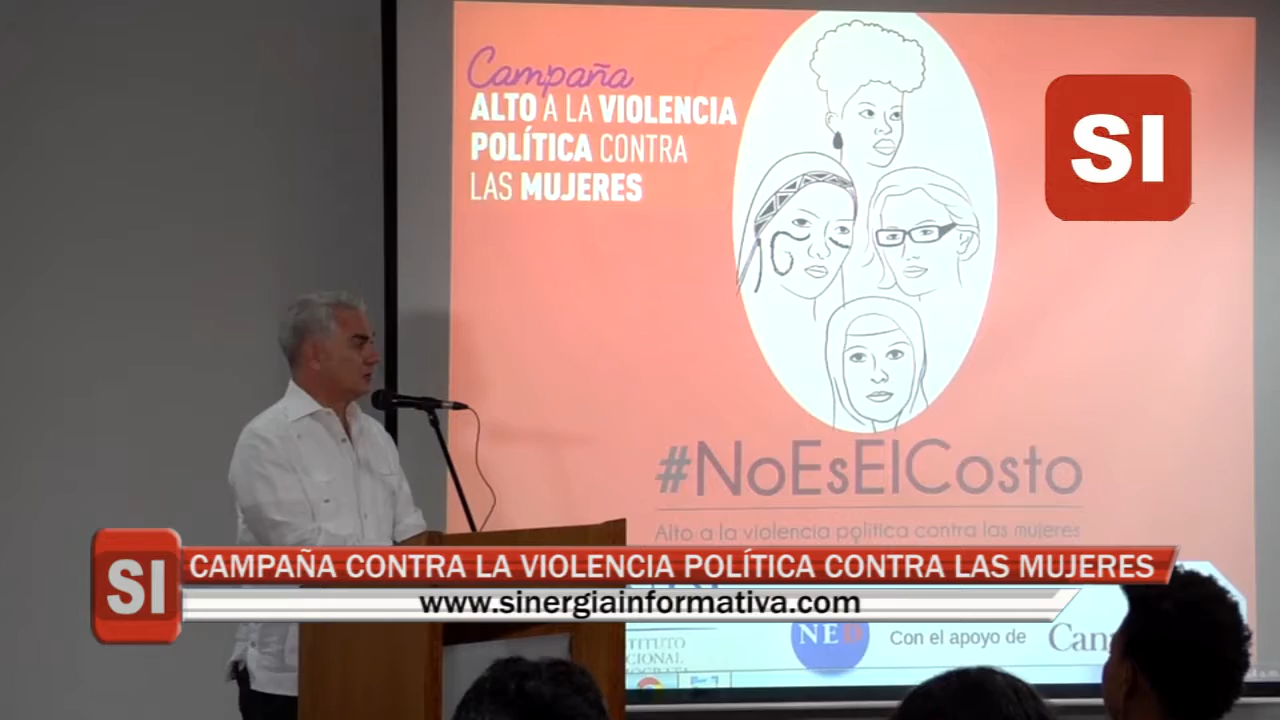 Campaña
ALTO A LA VIOLENCIA
POLÍTICA CONTRA
LAS MUJERES
SI
#NoEsElCosto
Alto a la violencia política contra las mujeres
SI
CAMPAÑA CONTRA LA VIOLENCIA POLÍTICA CONTRA LAS MUJERES
www.sinergiainformativa.com
NED
Con el apoyo de